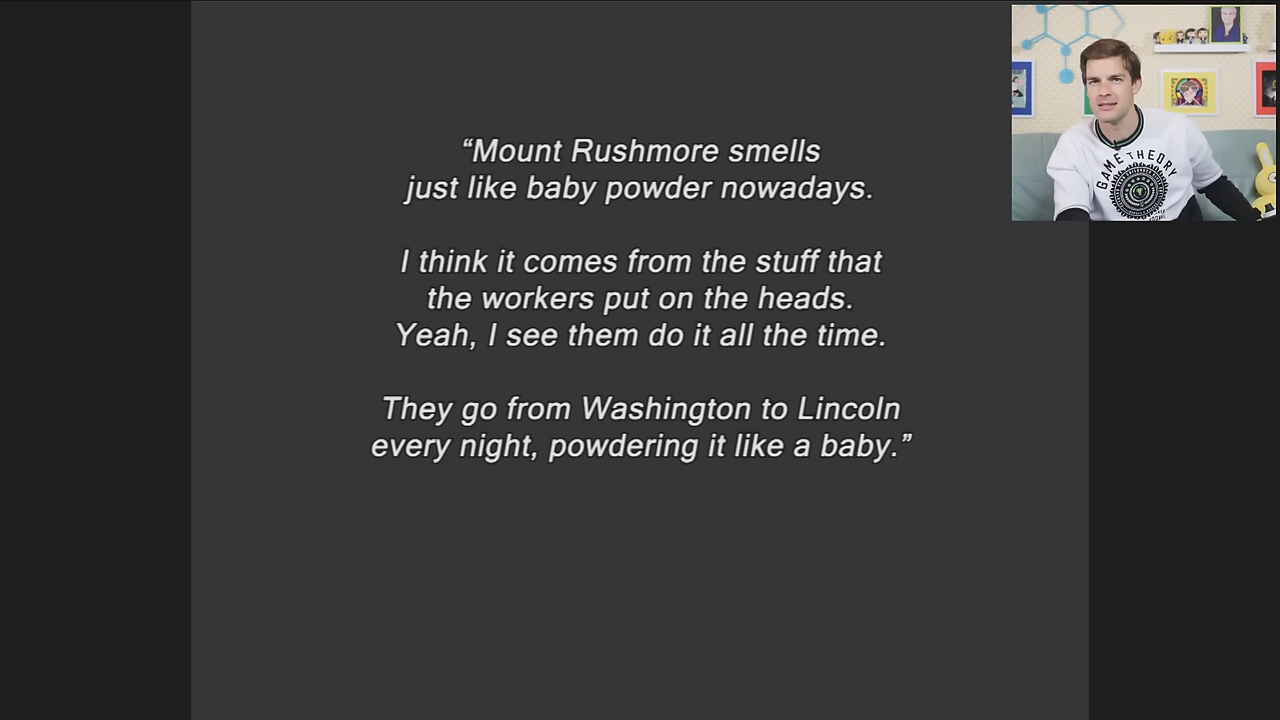 “Mount Rushmore smells
just like baby powder nowadays.
I think it comes from the stuff that
the workers put on the heads.
Yeah, I see them do it all the time.
They go from Washington to Lincoln
every night, powdering it like a baby.”
GAME THEORY